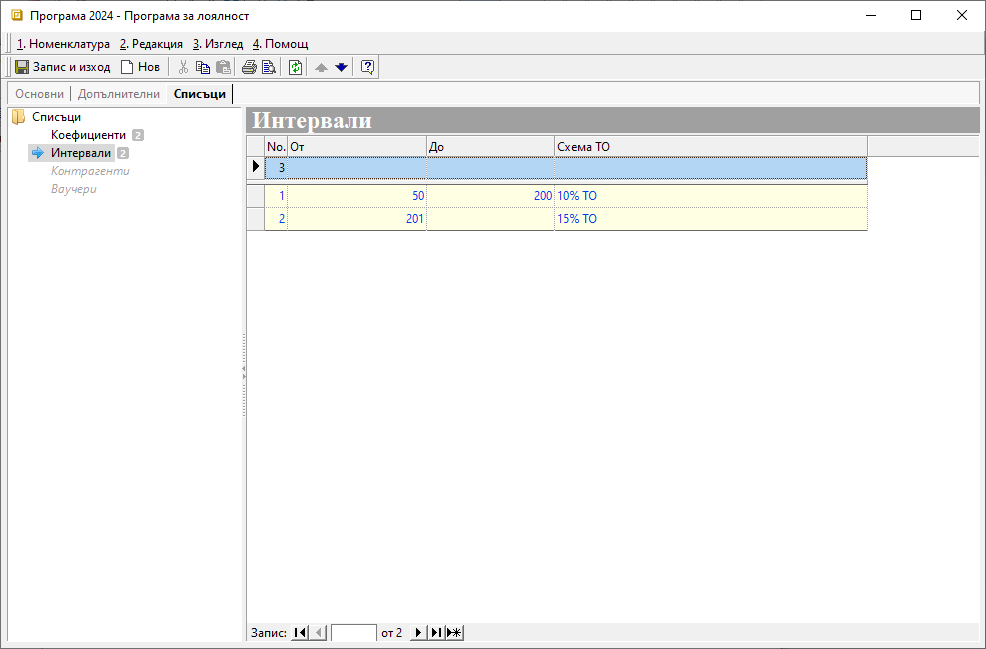 Програма 2024 - Програма за лоялност
1. Номенклатура 2. Редакция 3. Изглед 4. Помощ
Запис и изход Нов
Основни Допълнителни Списъци
Списъци
Коефициенти 2
Интервали 2
Контрагенти
Ваучери
Интервали
No. От До Схема ТО
3
1 50 200 10% ТО
2 201 15% ТО
Запис: от 2